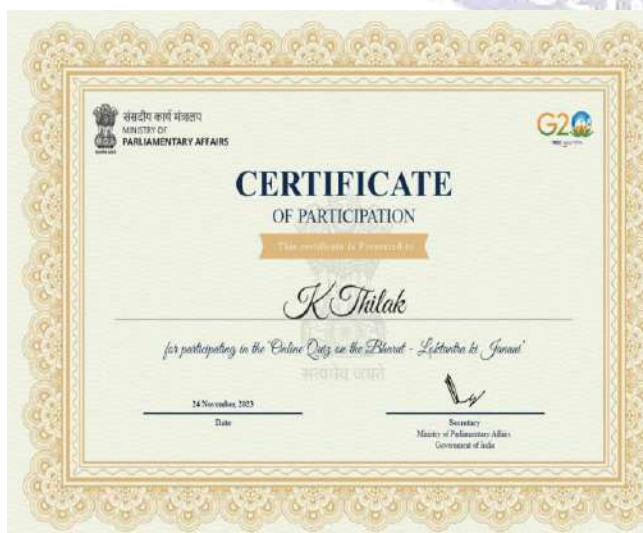 संसदीय कार्य मंत्रालय
MINISTRY OF
PARLIAMENTARY AFFAIRS
G20
CERTIFICATE
OF PARTICIPATION
This certificate is Presented to
K Thilak
for participating in the 'Online Quiz on the Bharat - Loktantra ki Janani'
सत्यमेव जयते
24 November, 2023
Date
Secretary
Ministry of Parliamentary Affairs
Government of India